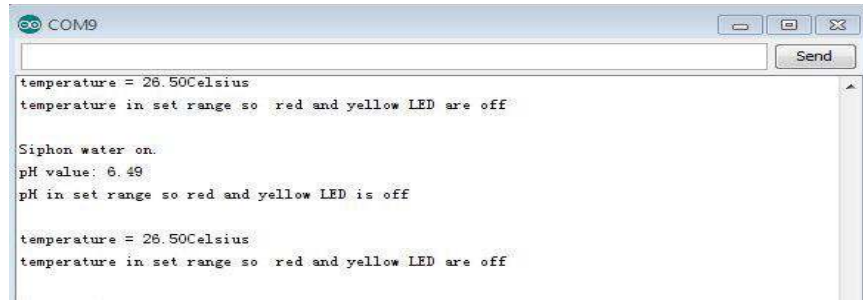 COM9
Send
temperature = 26.50Celsius
temperature in set range so  red and yellow LED are off
Siphon water on.
pH value: 6.49
pH in set range so red and yellow LED is off
temperature = 26.50Celsius
temperature in set range so  red and yellow LED are off